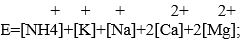 + + + 2+ 2+
E=[NH4]+[K]+[Na]+2[Ca]+2[Mg];